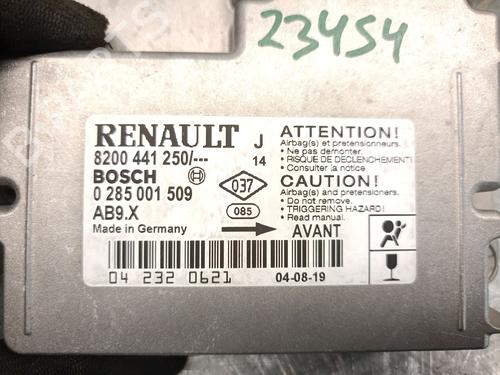 23454
RENAULT J
8200 441 250/--- 14
BOSCH
0 285 001 509
AB9.X
Made in Germany
037
085
ATTENTION!
Airbag(s) et pretensionneurs.
• Ne pas demonter.
• RISQUE DE DECLENCHEMENT!
• Consulter la notice.
CAUTION!
Airbag(s) and pretensioners.
• Do not remove.
• TRIGGERING HAZARD!
• Read manual.
AVANT
04 232 0621
04-08-19